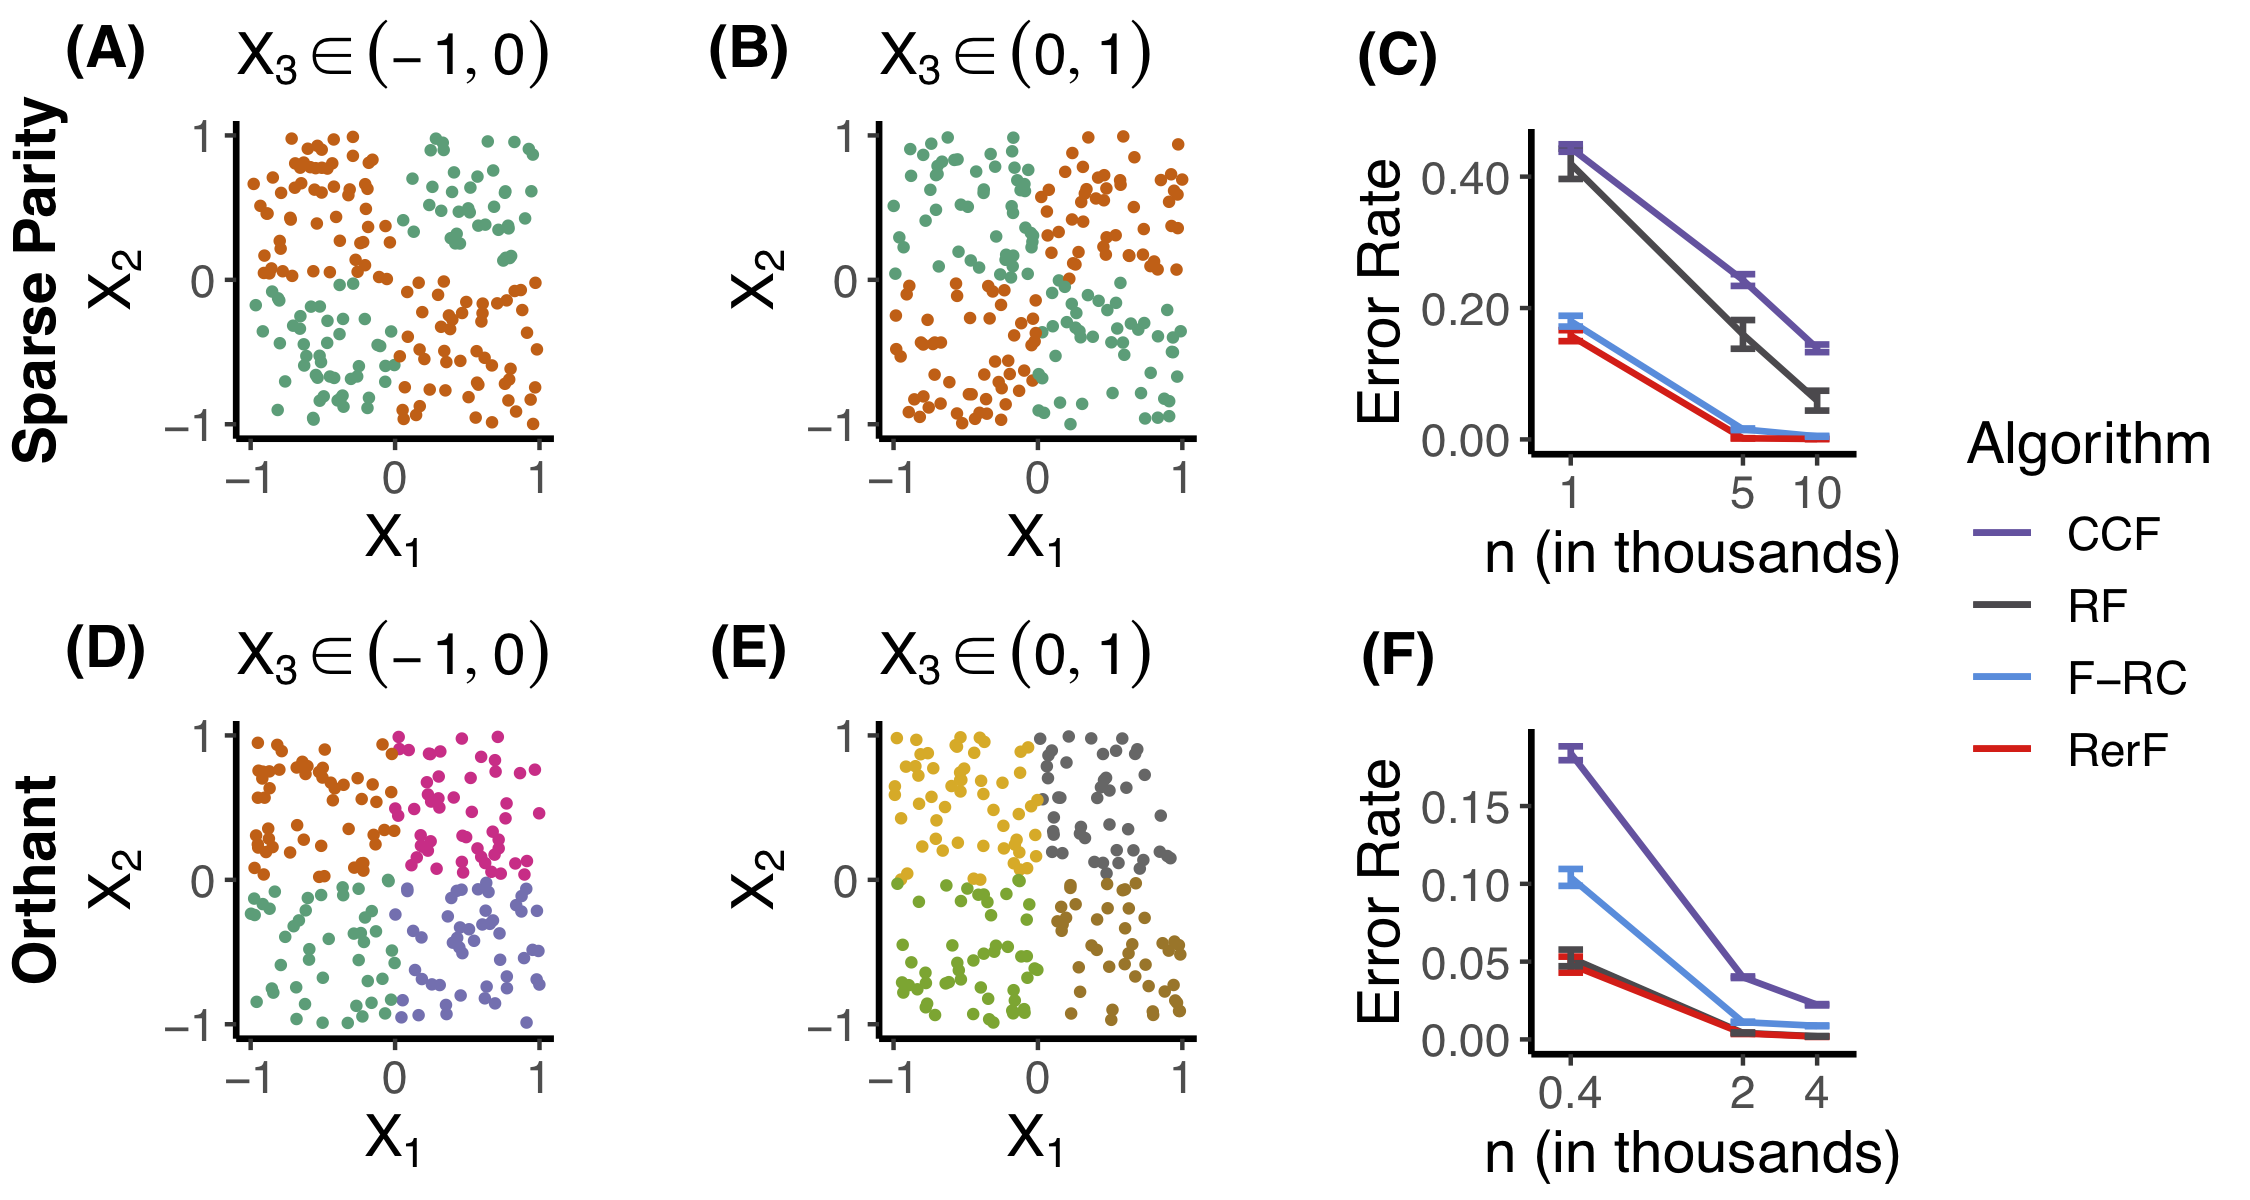 (A) X₃ ∈ (−1, 0)
(B) X₃ ∈ (0, 1)
(C)
Sparse Parity
X₂
1
0
−1
−1 0 1
X₁
X₂
1
0
−1
−1 0 1
X₁
Error Rate
0.40
0.20
0.00
1 5 10
n (in thousands)
(D) X₃ ∈ (−1, 0)
(E) X₃ ∈ (0, 1)
(F)
Orthant
X₂
1
0
−1
−1 0 1
X₁
X₂
1
0
−1
−1 0 1
X₁
Error Rate
0.15
0.10
0.05
0.00
0.4 2 4
n (in thousands)
Algorithm
CCF
RF
F−RC
RerF